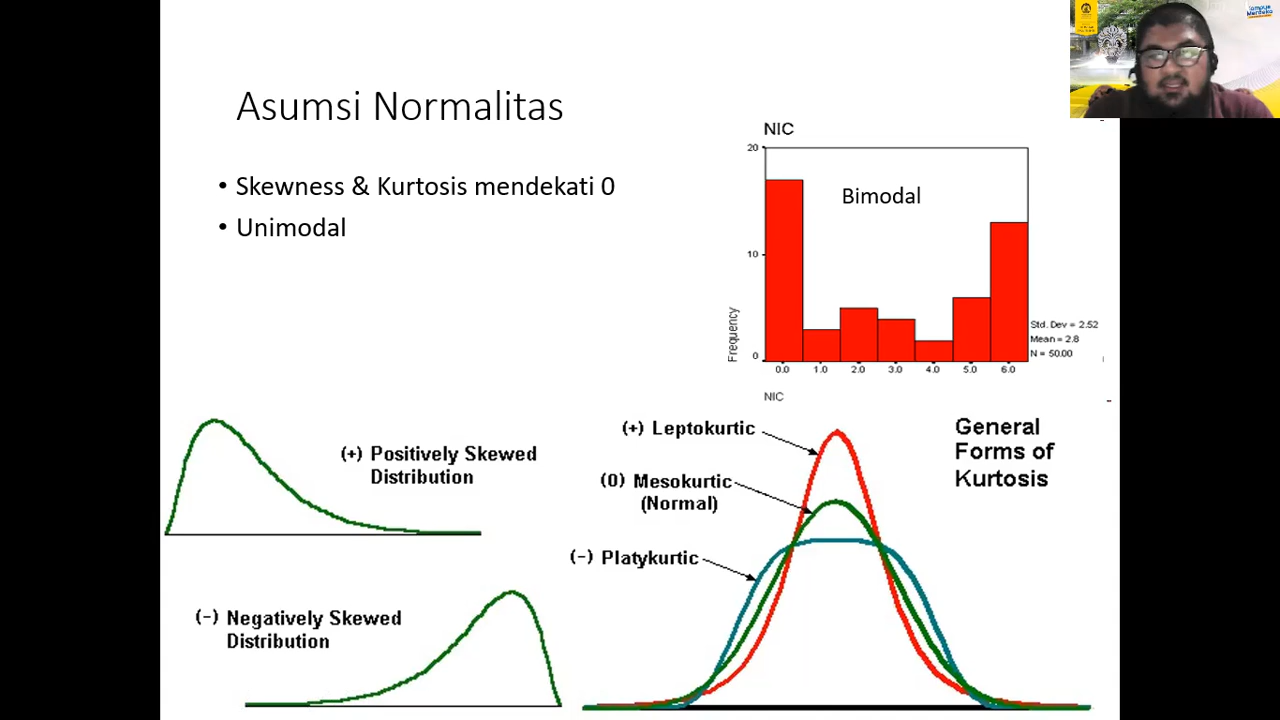 Asumsi Normalitas
• Skewness & Kurtosis mendekati 0
• Unimodal
NIC
20
10
0
Frequency
Bimodal
Std. Dev = 2.52
Mean = 2.8
N = 50.00
0.0 1.0 2.0 3.0 4.0 5.0 6.0
NIC
(+) Positively Skewed
Distribution
(-) Negatively Skewed
Distribution
(+) Leptokurtic
(0) Mesokurtic
(Normal)
(-) Platykurtic
General
Forms of
Kurtosis